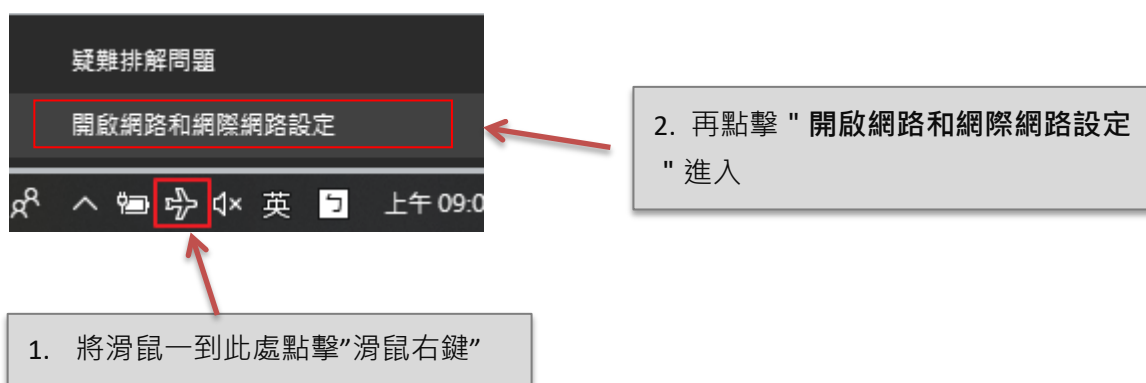 疑難排解問題
開啟網路和網際網路設定
英 ㄅ 上午 09:0
2. 再點擊 " 開啟網路和網際網路設定
" 進入
1. 將滑鼠一到此處點擊”滑鼠右鍵”